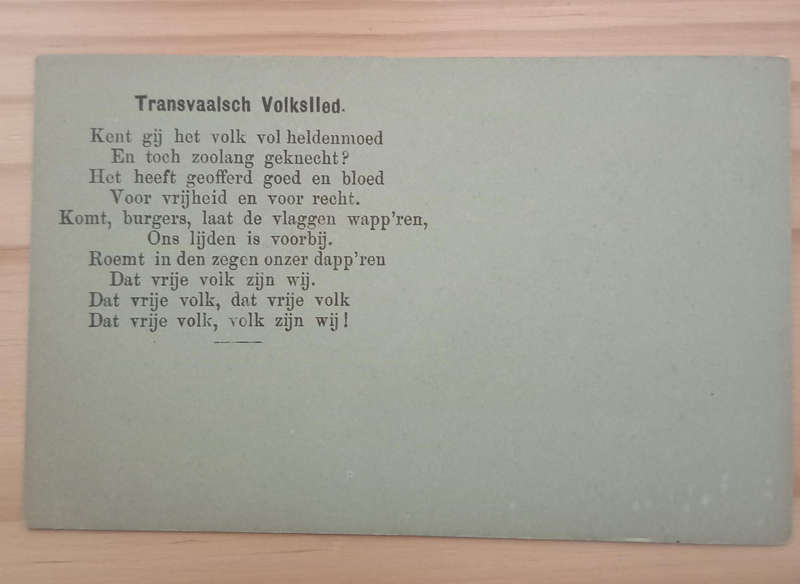 Transvaalsch Volkslied.
Kent gij het volk vol heldenmoed
En toch zoolang geknecht?
Het heeft geofferd goed en bloed
Voor vrijheid en voor recht.
Komt, burgers, laat de vlaggen wapp'ren,
Ons lijden is voorbij.
Roemt in den zegen onzer dapp'ren
Dat vrije volk zijn wij.
Dat vrije volk, dat vrije volk
Dat vrije volk, volk zijn wij!